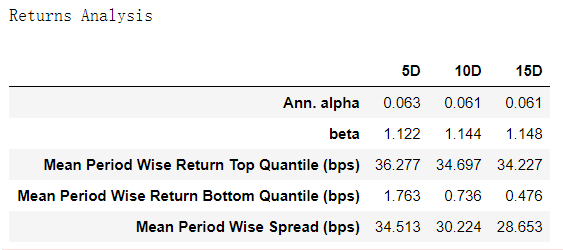 Returns Analysis
5D 10D 15D
Ann. alpha 0.063 0.061 0.061
beta 1.122 1.144 1.148
Mean Period Wise Return Top Quantile (bps) 36.277 34.697 34.227
Mean Period Wise Return Bottom Quantile (bps) 1.763 0.736 0.476
Mean Period Wise Spread (bps) 34.513 30.224 28.653